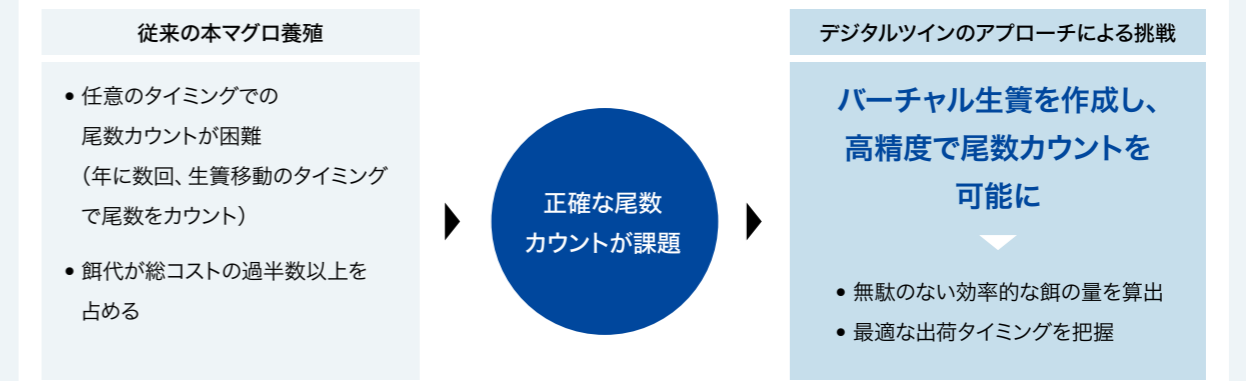 従来の本マグロ養殖
• 任意のタイミングでの
尾数カウントが困難
（年に数回、生簀移動のタイミング
で尾数をカウント）
• 餌代が総コストの過半数以上を
占める
正確な尾数
カウントが課題
デジタルツインのアプローチによる挑戦
バーチャル生簀を作成し、
高精度で尾数カウントを
可能に
• 無駄のない効率的な餌の量を算出
• 最適な出荷タイミングを把握